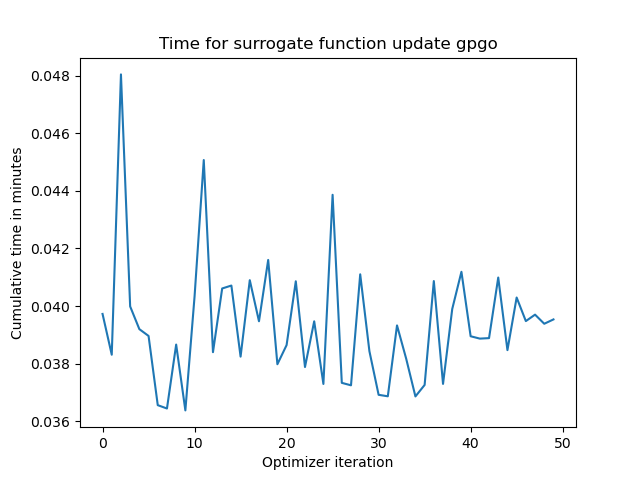 Time for surrogate function update gpgo
Cumulative time in minutes
0.048
0.046
0.044
0.042
0.040
0.038
0.036
0 10 20 30 40 50
Optimizer iteration